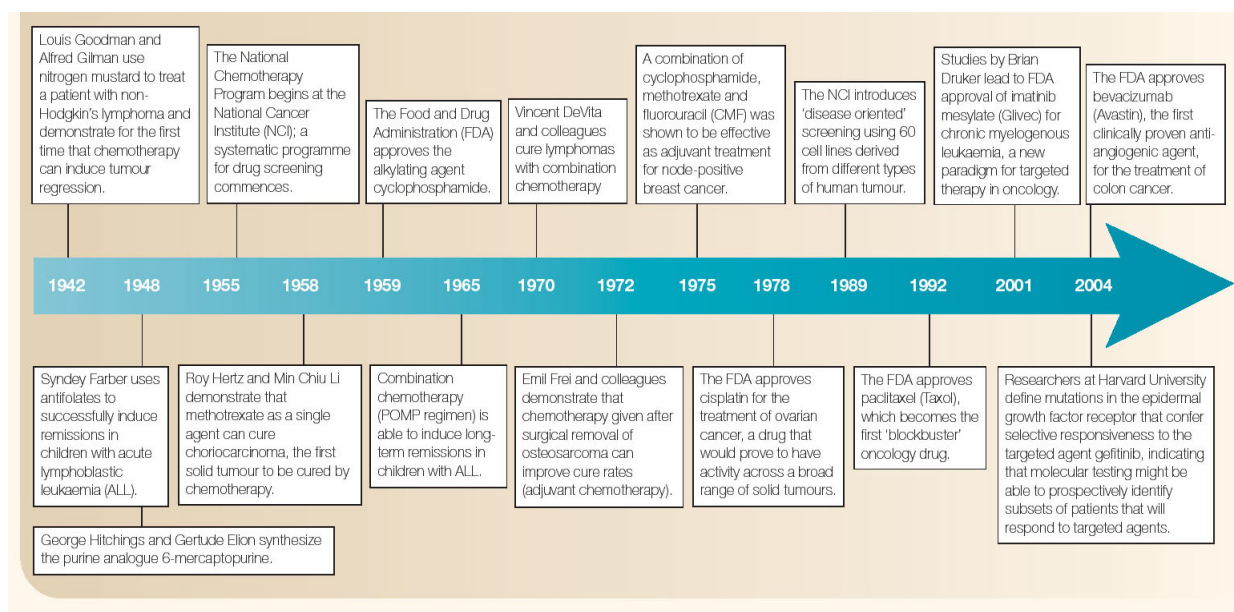 Louis Goodman and
Alfred Gilman use
nitrogen mustard to treat
a patient with non-
Hodgkin's lymphoma and
demonstrate for the first
time that chemotherapy
can induce tumour
regression.
The National
Chemotherapy
Program begins at the
National Cancer
Institute (NCI); a
systematic programme
for drug screening
commences.
The Food and Drug
Administration (FDA)
approves the
alkylating agent
cyclophosphamide.
Vincent DeVita
and colleagues
cure lymphomas
with combination
chemotherapy
A combination of
cyclophosphamide,
methotrexate and
fluorouracil (CMF) was
shown to be effective
as adjuvant treatment
for node-positive
breast cancer.
The NCI introduces
'disease oriented'
screening using 60
cell lines derived
from different types
of human tumour.
Studies by Brian
Druker lead to FDA
approval of imatinib
mesylate (Glivec) for
chronic myelogenous
leukaemia, a new
paradigm for targeted
therapy in oncology.
The FDA approves
bevacizumab
(Avastin), the first
clinically proven anti-
angiogenic agent,
for the treatment of
colon cancer.
1942 1948 1955 1958 1959 1965 1970 1972 1975 1978 1989 1992 2001 2004
Syndey Farber uses
antifolates to
successfully induce
remissions in
children with acute
lymphoblastic
leukaemia (ALL).
George Hitchings and Gertude Elion synthesize
the purine analogue 6-mercaptopurine.
Roy Hertz and Min Chiu Li
demonstrate that
methotrexate as a single
agent can cure
choriocarcinoma, the first
solid tumour to be cured by
chemotherapy.
Combination
chemotherapy
(POMP regimen) is
able to induce long-
term remissions in
children with ALL.
Emil Frei and colleagues
demonstrate that
chemotherapy given after
surgical removal of
osteosarcoma can
improve cure rates
(adjuvant chemotherapy).
The FDA approves
cisplatin for the
treatment of ovarian
cancer, a drug that
would prove to have
activity across a broad
range of solid tumours.
The FDA approves
paclitaxel (Taxol),
which becomes the
first 'blockbuster'
oncology drug.
Researchers at Harvard University
define mutations in the epidermal
growth factor receptor that confer
selective responsiveness to the
targeted agent gefitinib, indicating
that molecular testing might be
able to prospectively identify
subsets of patients that will
respond to targeted agents.